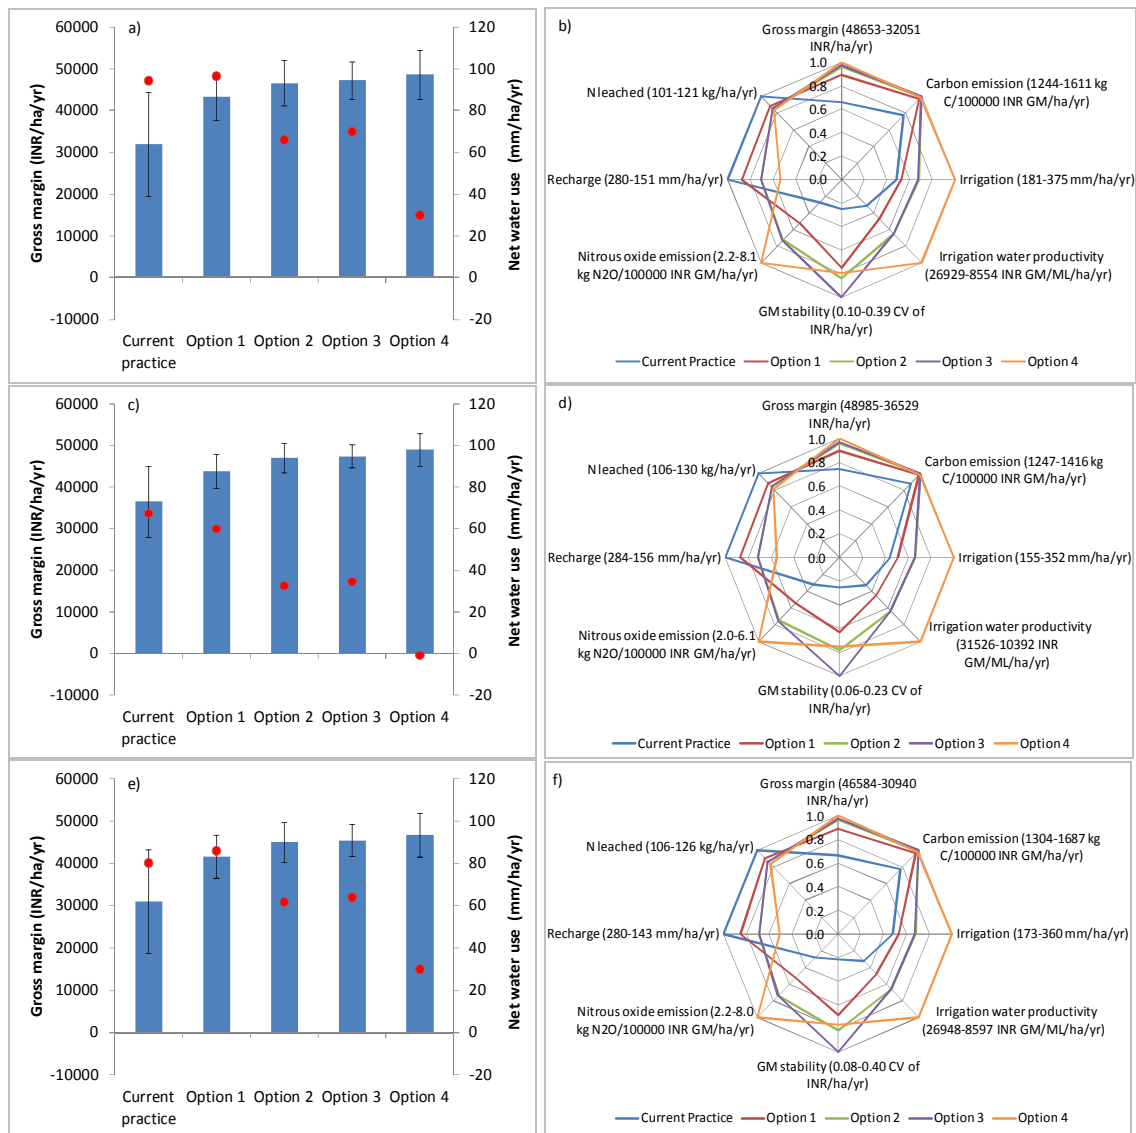 a)
Gross margin (INR/ha/yr)
60000
50000
40000
30000
20000
10000
0
-10000
120
100
80
60
40
20
0
-20
Net water use (mm/ha/yr)
Current practice
Option 1
Option 2
Option 3
Option 4
b)
Gross margin (48653-32051
INR/ha/yr)
Carbon emission (1244-1611 kg
C/100000 INR GM/ha/yr)
Irrigation (181-375 mm/ha/yr)
Irrigation water productivity
(26929-8554 INR GM/ML/ha/yr)
GM stability (0.10-0.39 CV of
INR/ha/yr)
Nitrous oxide emission (2.2-8.1
kg N2O/100000 INR GM/ha/yr)
Recharge (280-151 mm/ha/yr)
N leached (101-121 kg/ha/yr)
1.0
0.8
0.6
0.4
0.2
0.0
Current Practice Option 1 Option 2 Option 3 Option 4
c)
Gross margin (INR/ha/yr)
60000
50000
40000
30000
20000
10000
0
-10000
120
100
80
60
40
20
0
-20
Net water use (mm/ha/yr)
Current
practice
Option 1
Option 2
Option 3
Option 4
d)
Gross margin (48985-36529
INR/ha/yr)
Carbon emission (1247-1416 kg
C/100000 INR GM/ha/yr)
Irrigation (155-352 mm/ha/yr)
Irrigation water productivity
(31526-10392 INR
GM/ML/ha/yr)
GM stability (0.06-0.23 CV of
INR/ha/yr)
Nitrous oxide emission (2.0-6.1
kg N2O/100000 INR GM/ha/yr)
Recharge (284-156 mm/ha/yr)
N leached (106-130 kg/ha/yr)
1.0
0.8
0.6
0.4
0.2
0.0
Current Practice Option 1 Option 2 Option 3 Option 4
e)
Gross margin (INR/ha/yr)
60000
50000
40000
30000
20000
10000
0
-10000
120
100
80
60
40
20
0
-20
Net water use (mm/ha/yr)
Current
practice
Option 1
Option 2
Option 3
Option 4
f)
Gross margin (46584-30940
INR/ha/yr)
Carbon emission (1304-1687 kg
C/100000 INR GM/ha/yr)
Irrigation (173-360 mm/ha/yr)
Irrigation water productivity
(26948-8597 INR GM/ML/ha/yr)
GM stability (0.08-0.40 CV of
INR/ha/yr)
Nitrous oxide emission (2.2-8.0
kg N2O/100000 INR GM/ha/yr)
Recharge (280-143 mm/ha/yr)
N leached (106-126 kg/ha/yr)
1.0
0.8
0.6
0.4
0.2
0.0
Current Practice Option 1 Option 2 Option 3 Option 4